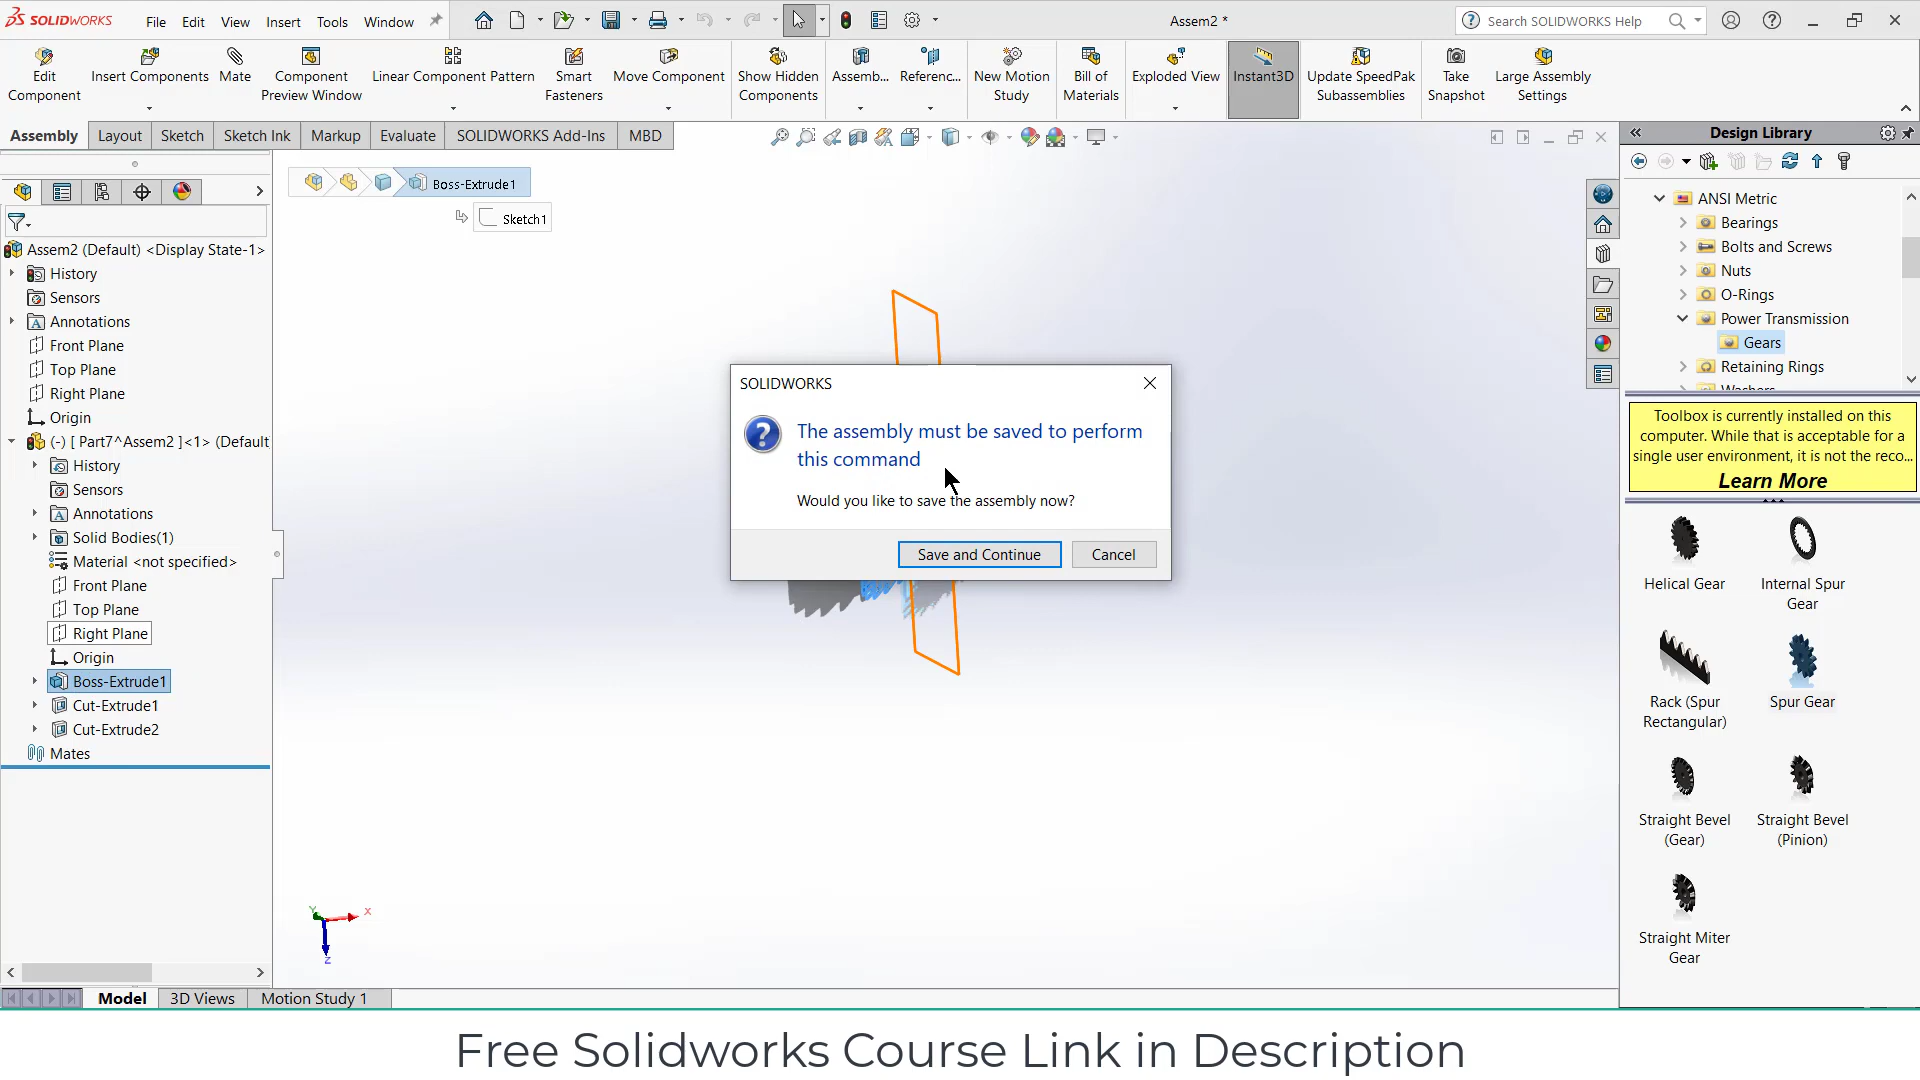 SOLIDWORKS File Edit View Insert Tools Window
Assem2 *
Search SOLIDWORKS Help
Edit Component
Insert Components
Mate
Component Preview Window
Linear Component Pattern
Smart Fasteners
Move Component
Show Hidden Components
Assemb...
Referenc...
New Motion Study
Bill of Materials
Exploded View
Instant3D
Update SpeedPak Subassemblies
Take Snapshot
Large Assembly Settings
Assembly Layout Sketch Sketch Ink Markup Evaluate SOLIDWORKS Add-Ins MBD
Assem2 (Default) <Display State-1>
History
Sensors
Annotations
Front Plane
Top Plane
Right Plane
Origin
(-) [ Part7^Assem2 ]<1> (Default
History
Sensors
Annotations
Solid Bodies(1)
Material <not specified>
Front Plane
Top Plane
Right Plane
Origin
Boss-Extrude1
Cut-Extrude1
Cut-Extrude2
Mates
Boss-Extrude1
Sketch1
SOLIDWORKS
The assembly must be saved to perform
this command
Would you like to save the assembly now?
Save and Continue Cancel
Y X
Z
Model 3D Views Motion Study 1
Design Library
ANSI Metric
Bearings
Bolts and Screws
Nuts
O-Rings
Power Transmission
Gears
Retaining Rings
Washers
Toolbox is currently installed on this
computer. While that is acceptable for a
single user environment, it is not the reco...
Learn More
Helical Gear
Internal Spur
Gear
Rack (Spur
Rectangular)
Spur Gear
Straight Bevel
(Gear)
Straight Bevel
(Pinion)
Straight Miter
Gear
Free Solidworks Course Link in Description